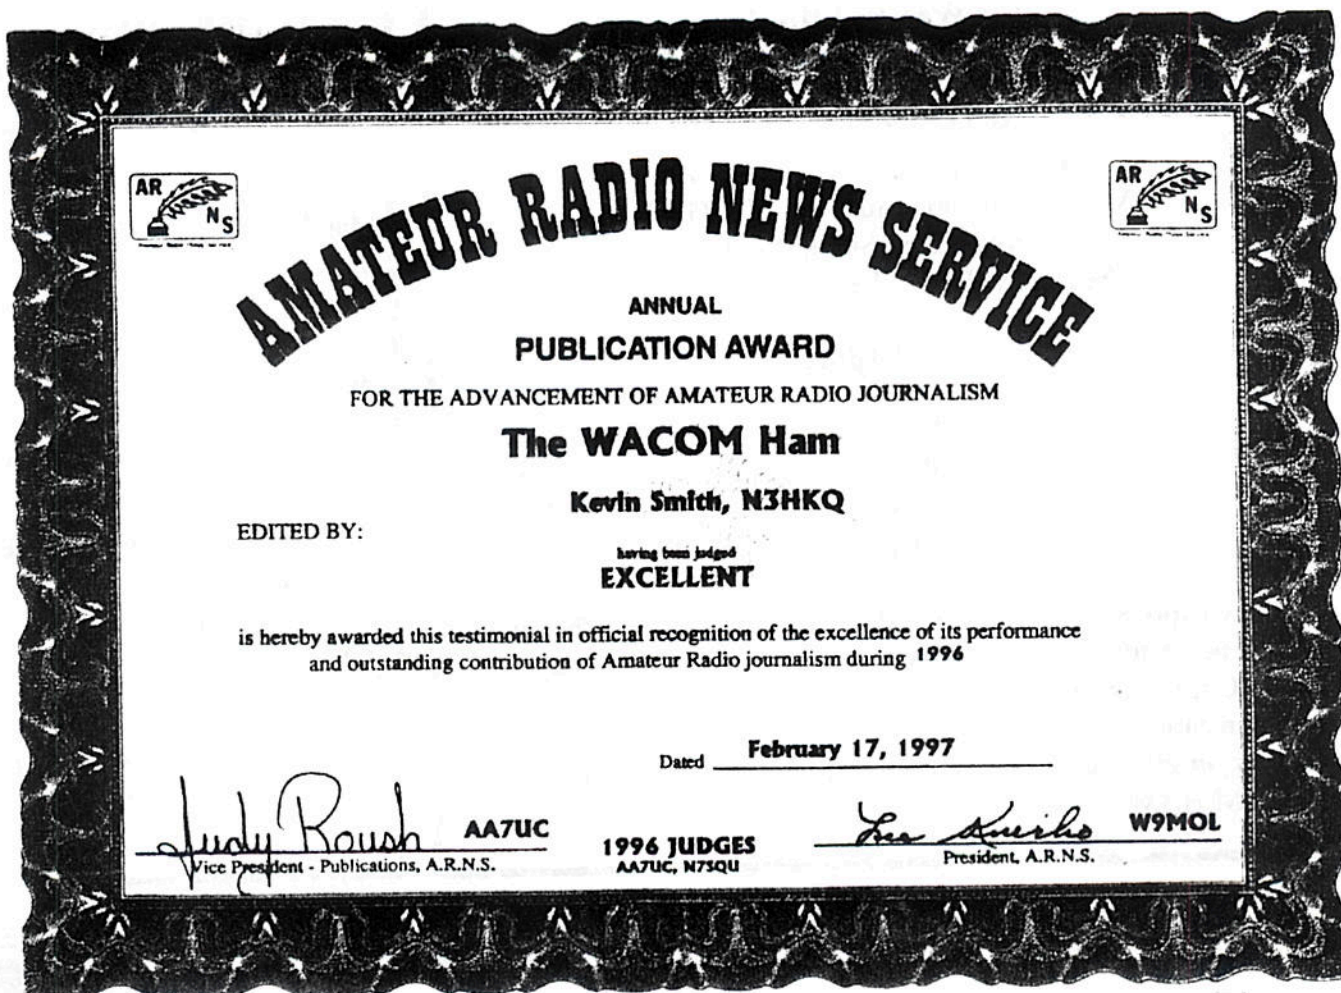 AR
NS
AR
NS
AMATEUR RADIO NEWS SERVICE
ANNUAL
PUBLICATION AWARD
FOR THE ADVANCEMENT OF AMATEUR RADIO JOURNALISM
The WACOM Ham
Kevin Smith, N3HKQ
EDITED BY:
having been judged
EXCELLENT
is hereby awarded this testimonial in official recognition of the excellence of its performance
and outstanding contribution of Amateur Radio journalism during 1996
Dated February 17, 1997
Judy Roush AA7UC
Vice President - Publications, A.R.N.S.
1996 JUDGES
AA7UC, N7SQU
W9MOL
President, A.R.N.S.